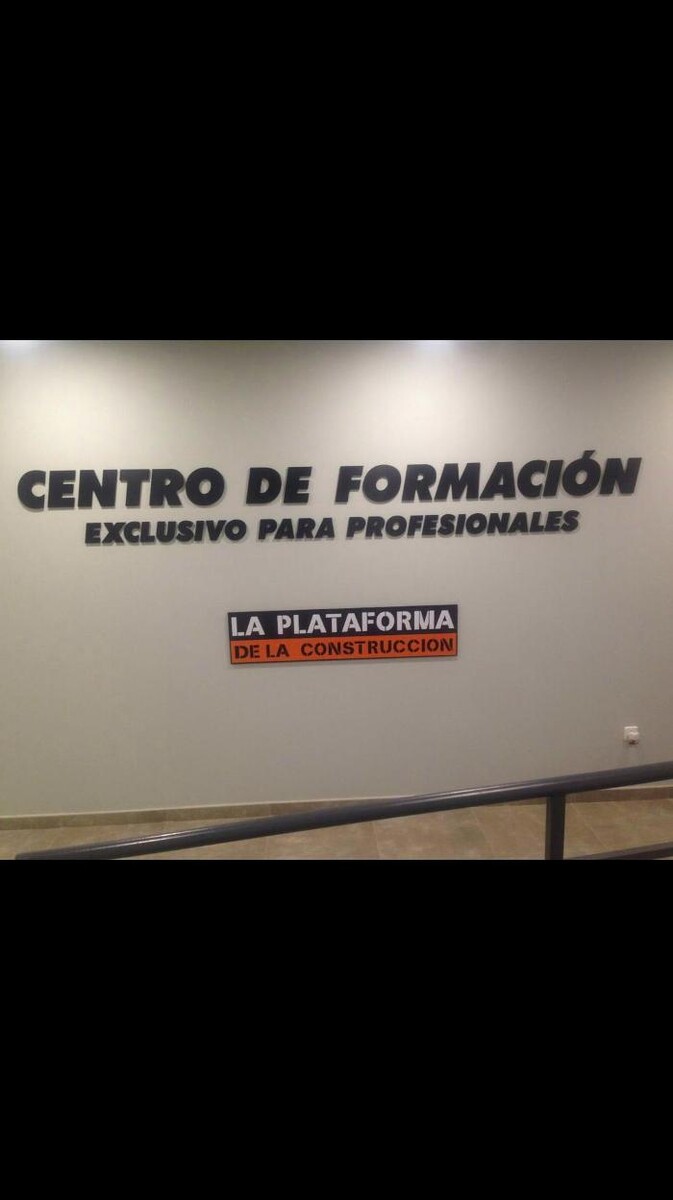 CENTRO DE FORMACIÓN
EXCLUSIVO PARA PROFESIONALES
LA PLATAFORMA
DE LA CONSTRUCCION